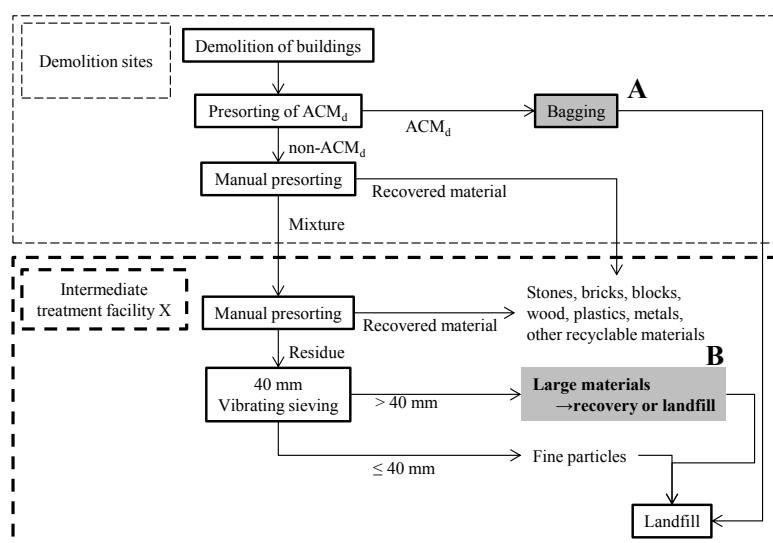 Demolition sites
Demolition of buildings
Presorting of ACMd
ACMd
Bagging
A
non-ACMd
Manual presorting
Recovered material
Mixture
Intermediate
treatment facility X
Manual presorting
Recovered material
Stones, bricks, blocks,
wood, plastics, metals,
other recyclable materials
Residue
40 mm
Vibrating sieving
> 40 mm
B
Large materials
→recovery or landfill
≤ 40 mm
Fine particles
Landfill